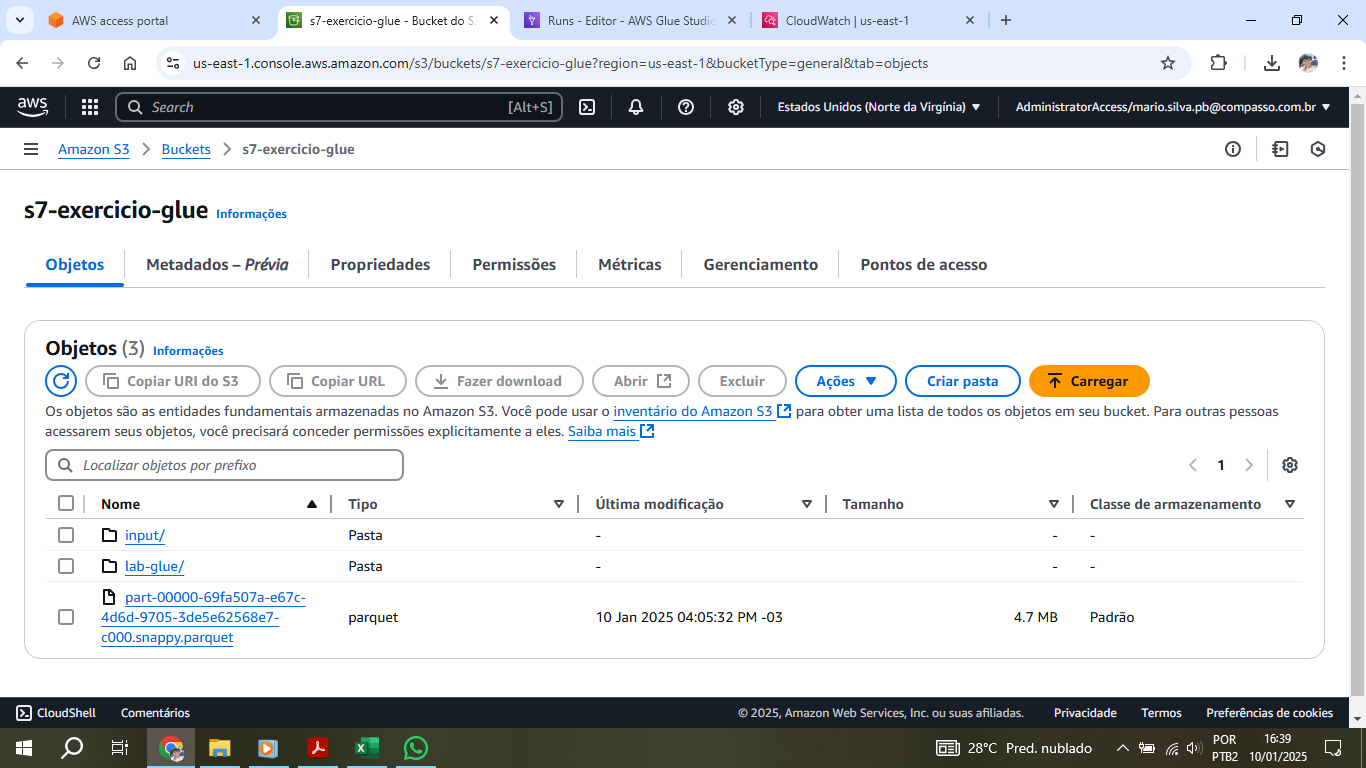 AWS access portal
s7-exercicio-glue - Bucket do S3
Runs - Editor - AWS Glue Studio
CloudWatch | us-east-1
us-east-1.console.aws.amazon.com/s3/buckets/s7-exercicio-glue?region=us-east-1&bucketType=general&tab=objects
aws
Search
[Alt+S]
Estados Unidos (Norte da Virgínia)
AdministratorAccess/mario.silva.pb@compasso.com.br
Amazon S3
Buckets
s7-exercicio-glue
s7-exercicio-glue Informações
Objetos
Metadados – Prévia
Propriedades
Permissões
Métricas
Gerenciamento
Pontos de acesso
Objetos (3) Informações
Copiar URI do S3
Copiar URL
Fazer download
Abrir
Excluir
Ações
Criar pasta
Carregar
Os objetos são as entidades fundamentais armazenadas no Amazon S3. Você pode usar o inventário do Amazon S3 para obter uma lista de todos os objetos em seu bucket. Para outras pessoas
acessarem seus objetos, você precisará conceder permissões explicitamente a eles. Saiba mais
Localizar objetos por prefixo
1
Nome
Tipo
Última modificação
Tamanho
Classe de armazenamento
input/
Pasta
-
-
-
lab-glue/
Pasta
-
-
-
part-00000-69fa507a-e67c-
4d6d-9705-3de5e62568e7-
c000.snappy.parquet
parquet
10 Jan 2025 04:05:32 PM -03
4.7 MB
Padrão
CloudShell
Comentários
© 2025, Amazon Web Services, Inc. ou suas afiliadas.
Privacidade
Termos
Preferências de cookies
28°C Pred. nublado
POR
PTB2
16:39
10/01/2025